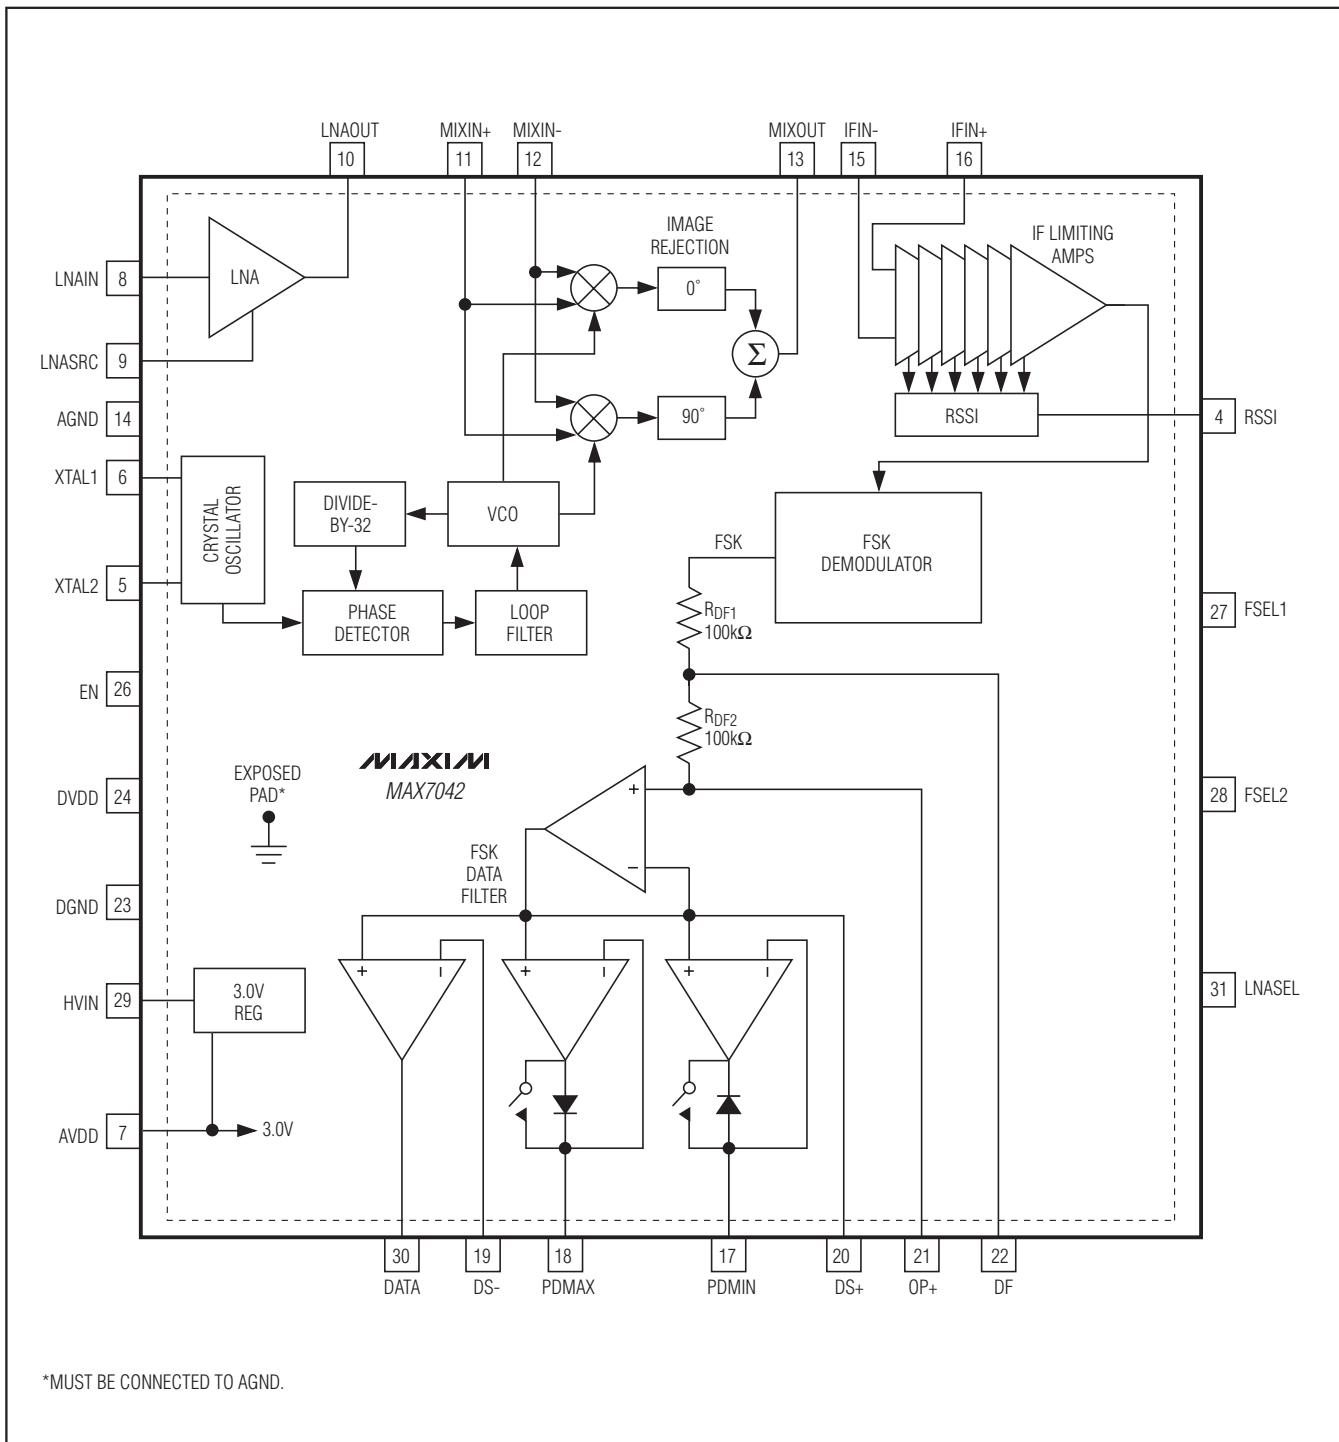 LNAOUT
MIXIN+
MIXIN-
MIXOUT
IFIN-
IFIN+
10
11
12
13
15
16
IMAGE
REJECTION
IF LIMITING
AMPS
LNAIN
8
LNA
0°
LNASRC
9
Σ
AGND
14
90°
RSSI
4
RSSI
XTAL1
6
CRYSTAL
OSCILLATOR
DIVIDE-
BY-32
VCO
FSK
FSK
DEMODULATOR
XTAL2
5
PHASE
DETECTOR
LOOP
FILTER
RDF1
100kΩ
27
FSEL1
EN
26
RDF2
100kΩ
MAXIM
MAX7042
EXPOSED
PAD*
DVDD
24
+
−
28
FSEL2
FSK
DATA
FILTER
DGND
23
+
−
+
−
+
−
HVIN
29
3.0V
REG
31
LNASEL
AVDD
7
3.0V
30
19
18
17
20
21
22
DATA
DS-
PDMAX
PDMIN
DS+
OP+
DF
*MUST BE CONNECTED TO AGND.